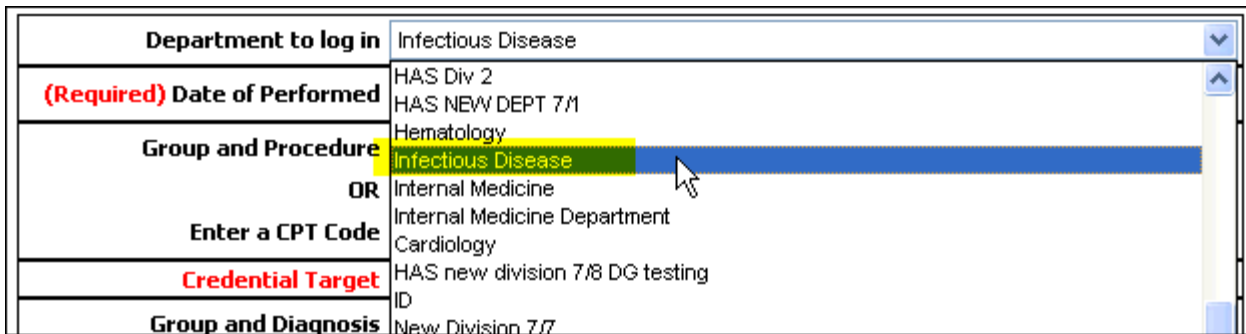 Department to log in Infectious Disease
HAS Div 2
(Required) Date of Performed
HAS NEW DEPT 7/1
Hematology
Group and Procedure
Infectious Disease
OR Internal Medicine
Internal Medicine Department
Enter a CPT Code
Cardiology
Credential Target HAS new division 7/8 DG testing
ID
Group and Diagnosis New Division 7/7